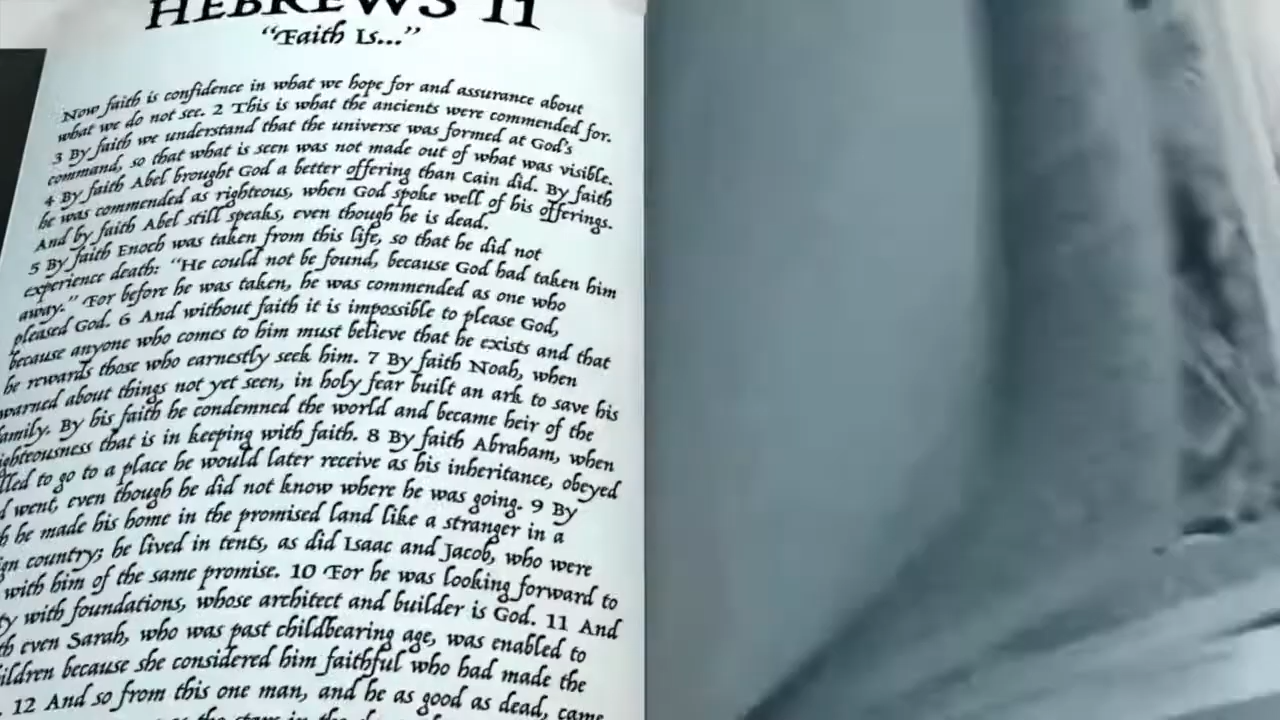 HEBREWS 11
“Faith Is...”
Now faith is confidence in what we hope for and assurance about
what we do not see. 2 This is what the ancients were commended for.
3 By faith we understand that the universe was formed at God's
command, so that what is seen was not made out of what was visible.
4 By faith Abel brought God a better offering than Cain did. By faith
he was commended as righteous, when God spoke well of his offerings.
And by faith Abel still speaks, even though he is dead.
5 By faith Enoch was taken from this life, so that he did not
experience death: “He could not be found, because God had taken him
away.” For before he was taken, he was commended as one who
pleased God. 6 And without faith it is impossible to please God,
because anyone who comes to him must believe that he exists and that
he rewards those who earnestly seek him. 7 By faith Noah, when
warned about things not yet seen, in holy fear built an ark to save his
family. By his faith he condemned the world and became heir of the
ighteousness that is in keeping with faith. 8 By faith Abraham, when
lled to go to a place he would later receive as his inheritance, obeyed
d went, even though he did not know where he was going. 9 By
h he made his home in the promised land like a stranger in a
ign country; he lived in tents, as did Isaac and Jacob, who were
with him of the same promise. 10 For he was looking forward to
ty with foundations, whose architect and builder is God. 11 And
th even Sarah, who was past childbearing age, was enabled to
ildren because she considered him faithful who had made the
. 12 And so from this one man, and he as good as dead, came
the stars in the